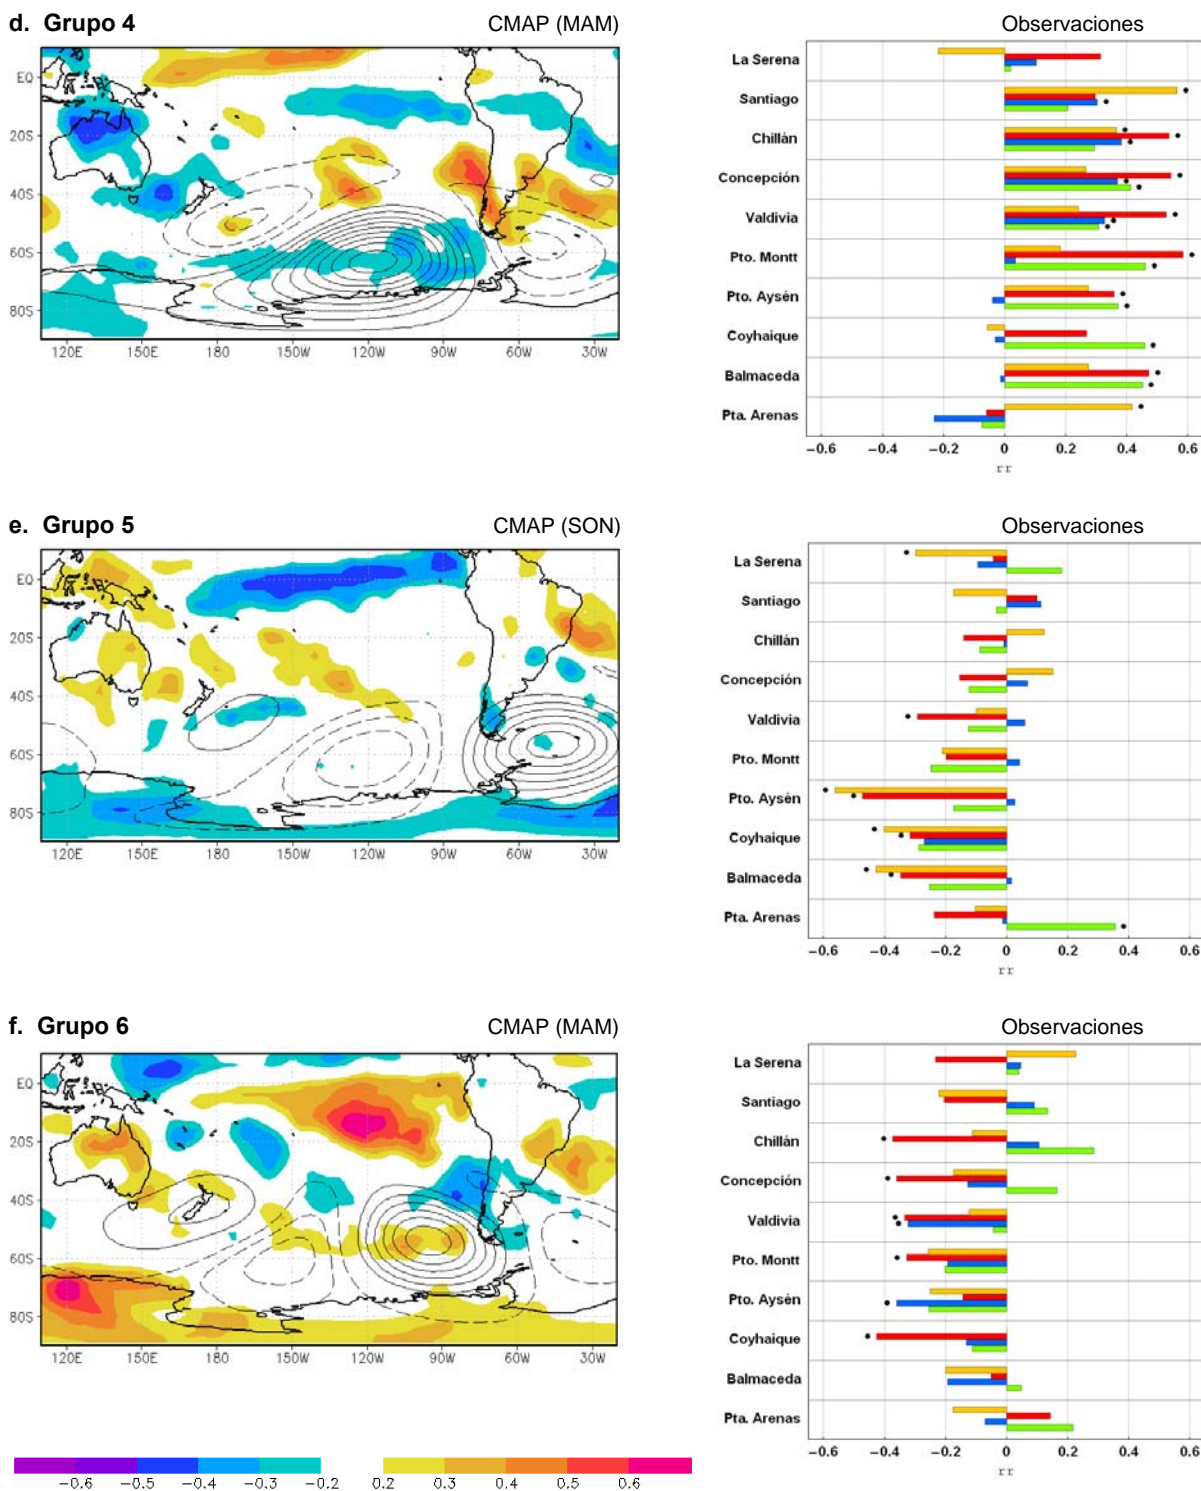 d. Grupo 4
CMAP (MAM)
Observaciones
EQ
20S
40S
60S
80S
120E 150E 180 150W 120W 90W 60W 30W
La Serena
Santiago
Chillán
Concepción
Valdivia
Pto. Montt
Pto. Aysén
Coyhaique
Balmaceda
Pta. Arenas
−0.6 −0.4 −0.2 0 0.2 0.4 0.6
rr
e. Grupo 5
CMAP (SON)
Observaciones
EQ
20S
40S
60S
80S
120E 150E 180 150W 120W 90W 60W 30W
La Serena
Santiago
Chillán
Concepción
Valdivia
Pto. Montt
Pto. Aysén
Coyhaique
Balmaceda
Pta. Arenas
−0.6 −0.4 −0.2 0 0.2 0.4 0.6
rr
f. Grupo 6
CMAP (MAM)
Observaciones
EQ
20S
40S
60S
80S
120E 150E 180 150W 120W 90W 60W 30W
La Serena
Santiago
Chillán
Concepción
Valdivia
Pto. Montt
Pto. Aysén
Coyhaique
Balmaceda
Pta. Arenas
−0.6 −0.4 −0.2 0 0.2 0.4 0.6
rr
−0.6 −0.5 −0.4 −0.3 −0.2 0.2 0.3 0.4 0.5 0.6